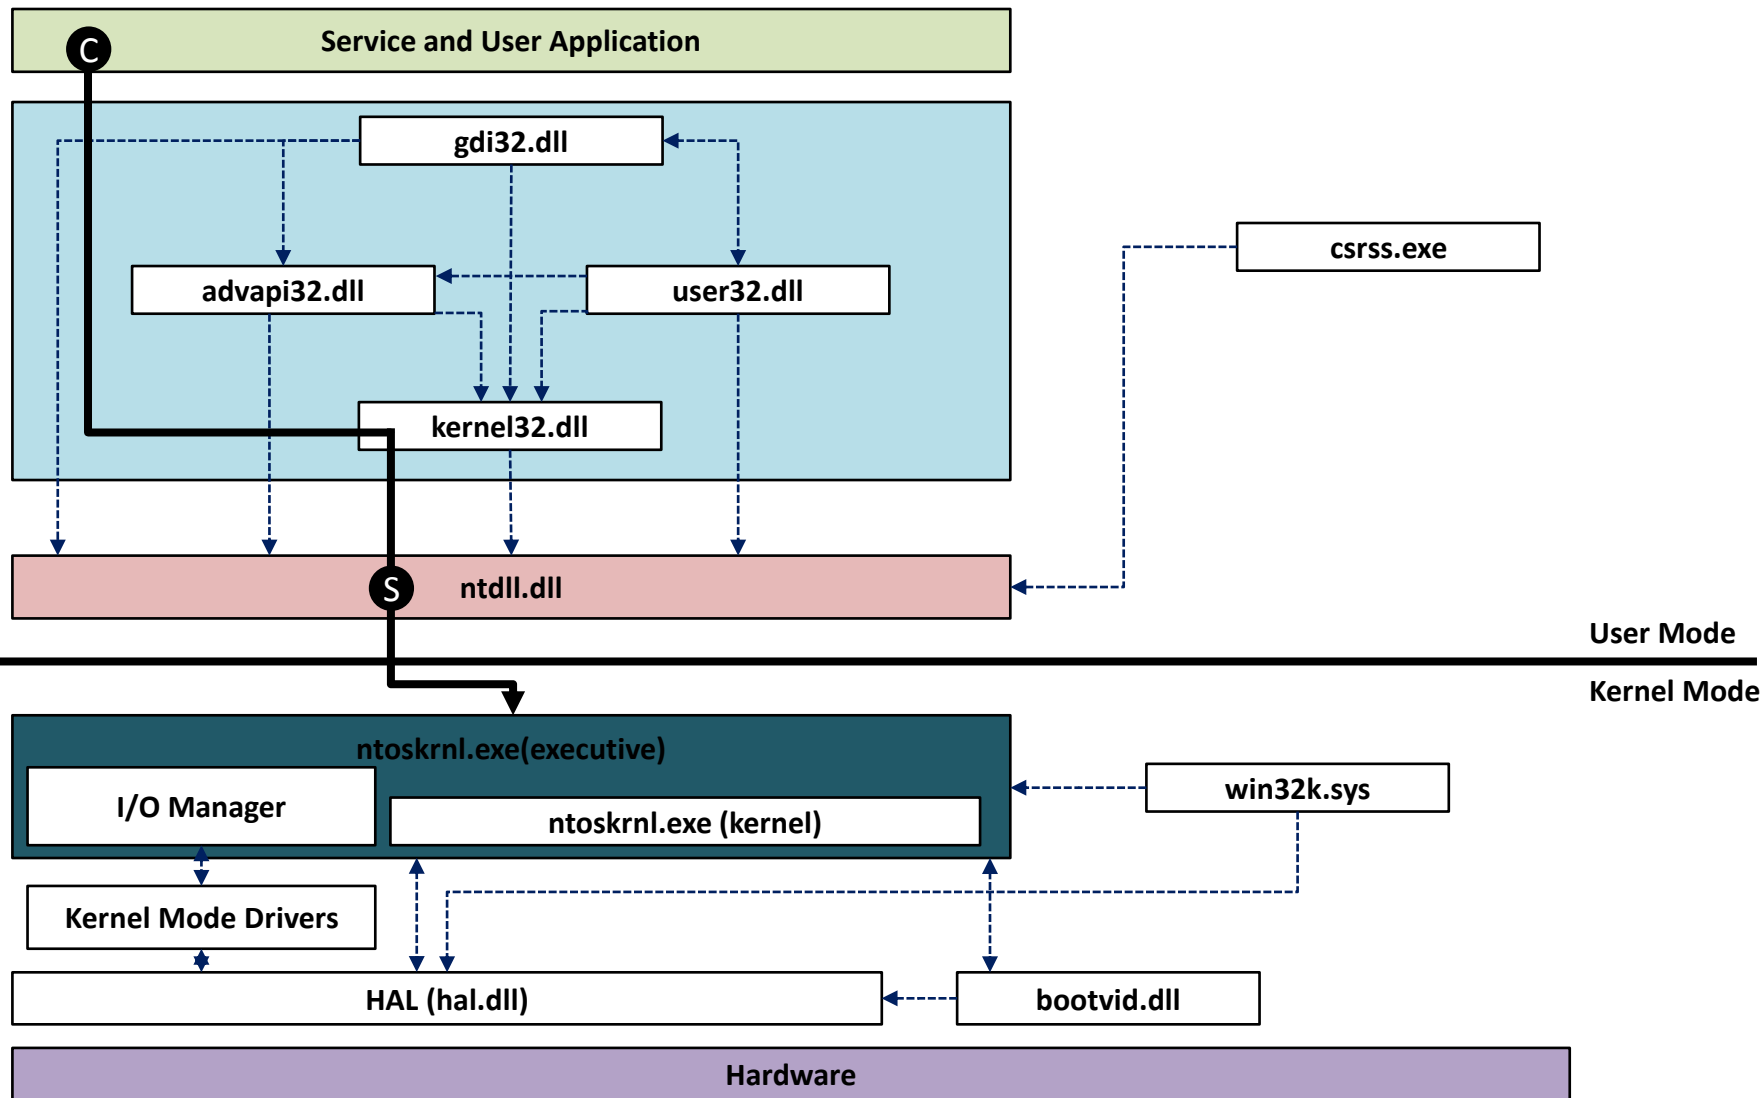 C
Service and User Application
gdi32.dll
csrss.exe
advapi32.dll
user32.dll
kernel32.dll
S
ntdll.dll
User Mode
Kernel Mode
ntoskrnl.exe(executive)
I/O Manager
ntoskrnl.exe (kernel)
win32k.sys
Kernel Mode Drivers
HAL (hal.dll)
bootvid.dll
Hardware